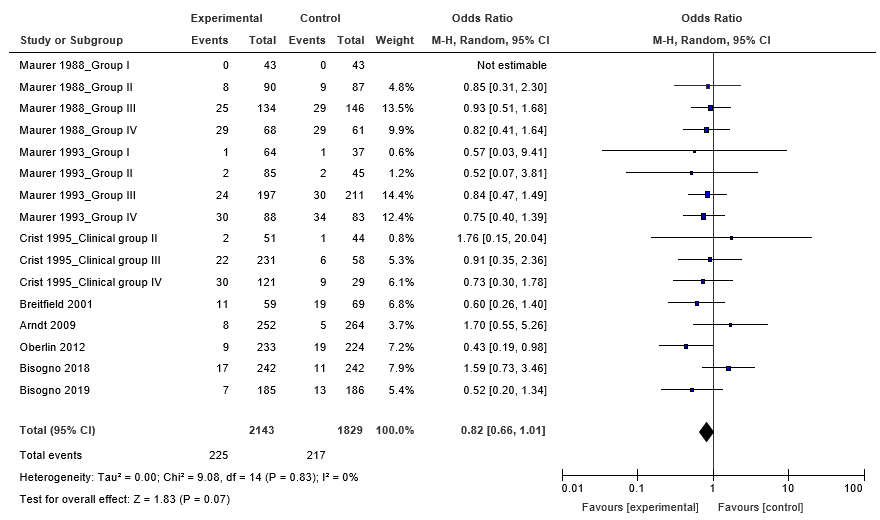 Experimental Control Odds Ratio Odds Ratio
Study or Subgroup Events Total Events Total Weight M-H, Random, 95% CI M-H, Random, 95% CI
Maurer 1988_Group I 0 43 0 43 Not estimable
Maurer 1988_Group II 8 90 9 87 4.8% 0.85 [0.31, 2.30]
Maurer 1988_Group III 25 134 29 146 13.5% 0.93 [0.51, 1.68]
Maurer 1988_Group IV 29 68 29 61 9.9% 0.82 [0.41, 1.64]
Maurer 1993_Group I 1 64 1 37 0.6% 0.57 [0.03, 9.41]
Maurer 1993_Group II 2 85 2 45 1.2% 0.52 [0.07, 3.81]
Maurer 1993_Group III 24 197 30 211 14.4% 0.84 [0.47, 1.49]
Maurer 1993_Group IV 30 88 34 83 12.4% 0.75 [0.40, 1.39]
Crist 1995_Clinical group II 2 51 1 44 0.8% 1.76 [0.15, 20.04]
Crist 1995_Clinical group III 22 231 6 58 5.3% 0.91 [0.35, 2.36]
Crist 1995_Clinical group IV 30 121 9 29 6.1% 0.73 [0.30, 1.78]
Breitfield 2001 11 59 19 69 6.8% 0.60 [0.26, 1.40]
Arndt 2009 8 252 5 264 3.7% 1.70 [0.55, 5.26]
Oberlin 2012 9 233 19 224 7.2% 0.43 [0.19, 0.98]
Bisogno 2018 17 242 11 242 7.9% 1.59 [0.73, 3.46]
Bisogno 2019 7 185 13 186 5.4% 0.52 [0.20, 1.34]
Total (95% CI) 2143 1829 100.0% 0.82 [0.66, 1.01]
Total events 225 217
Heterogeneity: Tau² = 0.00; Chi² = 9.08, df = 14 (P = 0.83); I² = 0%
Test for overall effect: Z = 1.83 (P = 0.07)
0.01 0.1 1 10 100
Favours [experimental] Favours [control]